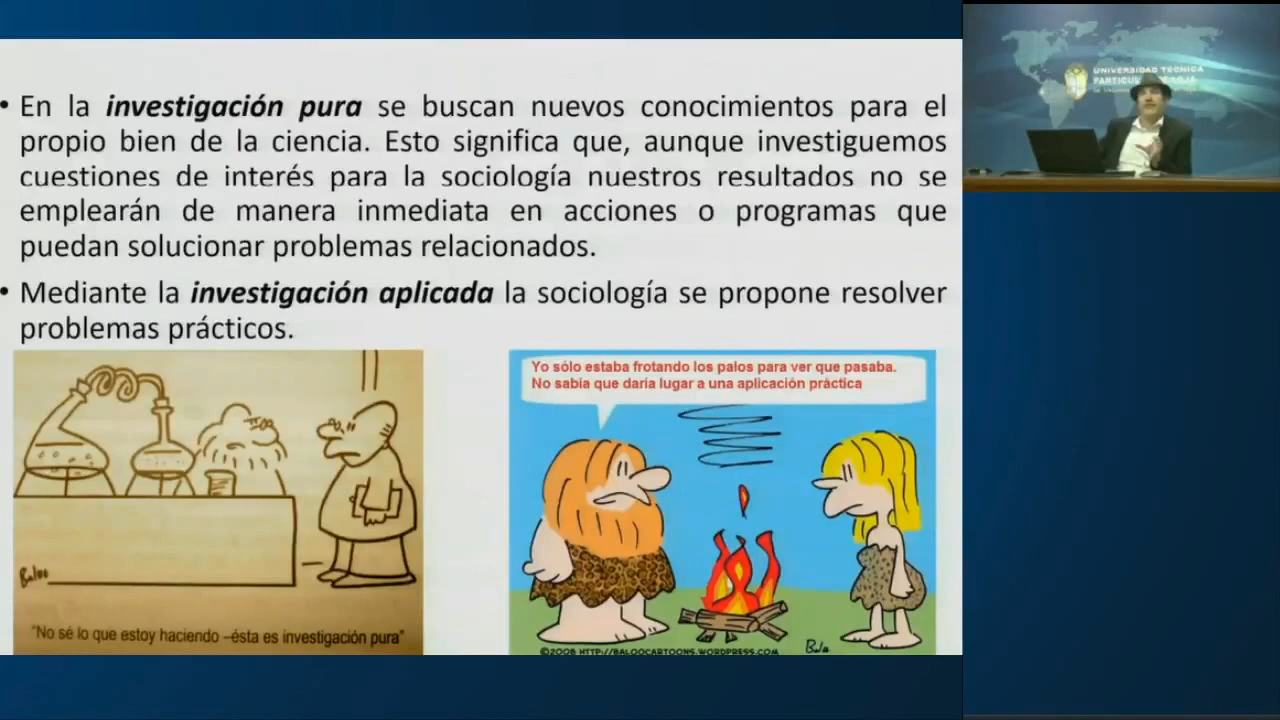 • En la investigación pura se buscan nuevos conocimientos para el
propio bien de la ciencia. Esto significa que, aunque investiguemos
cuestiones de interés para la sociología nuestros resultados no se
emplearán de manera inmediata en acciones o programas que
puedan solucionar problemas relacionados.
• Mediante la investigación aplicada la sociología se propone resolver
problemas prácticos.
Baloo
"No sé lo que estoy haciendo –ésta es investigación pura"
Yo sólo estaba frotando los palos para ver que pasaba.
No sabía que daría lugar a una aplicación práctica
©2008 HTTP://BALOOCARTOONS.WORDPRESS.COM
UNIVERSIDAD TÉCNICA